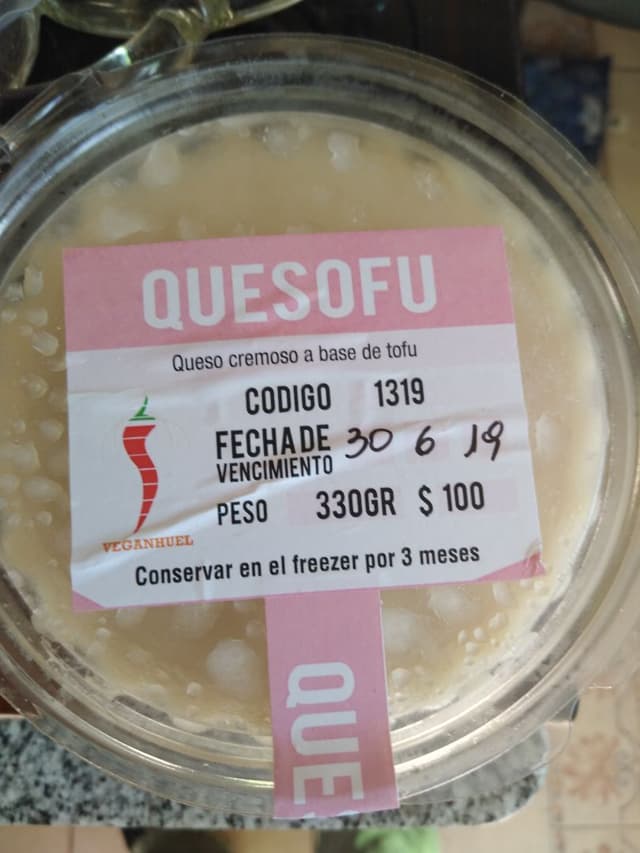 QUESOFU
Queso cremoso a base de tofu
CODIGO 1319
FECHA DE
VENCIMIENTO 30 6 19
PESO 330GR $ 100
VEGANHUEL
Conservar en el freezer por 3 meses
QUE